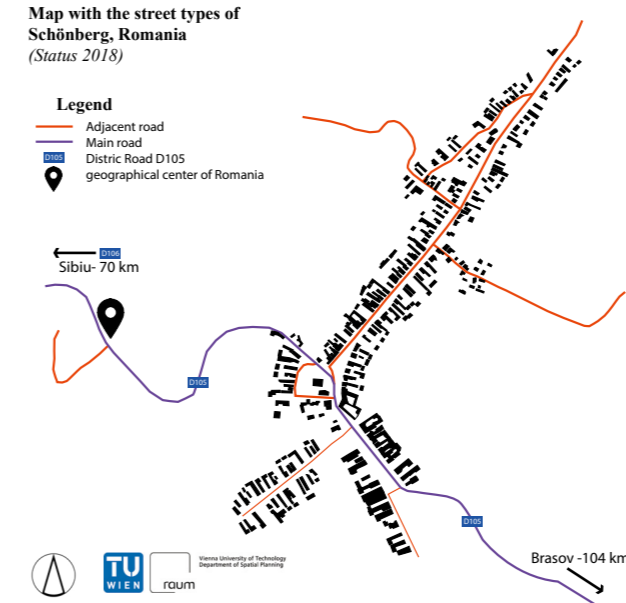 Map with the street types of
Schönberg, Romania
(Status 2018)
Legend
Adjacent road
Main road
D105
Distric Road D105
geographical center of Romania
D106
Sibiu- 70 km
D105
D105
Brasov -104 km
TU
WIEN
raum
Vienna University of Technology
Department of Spatial Planning